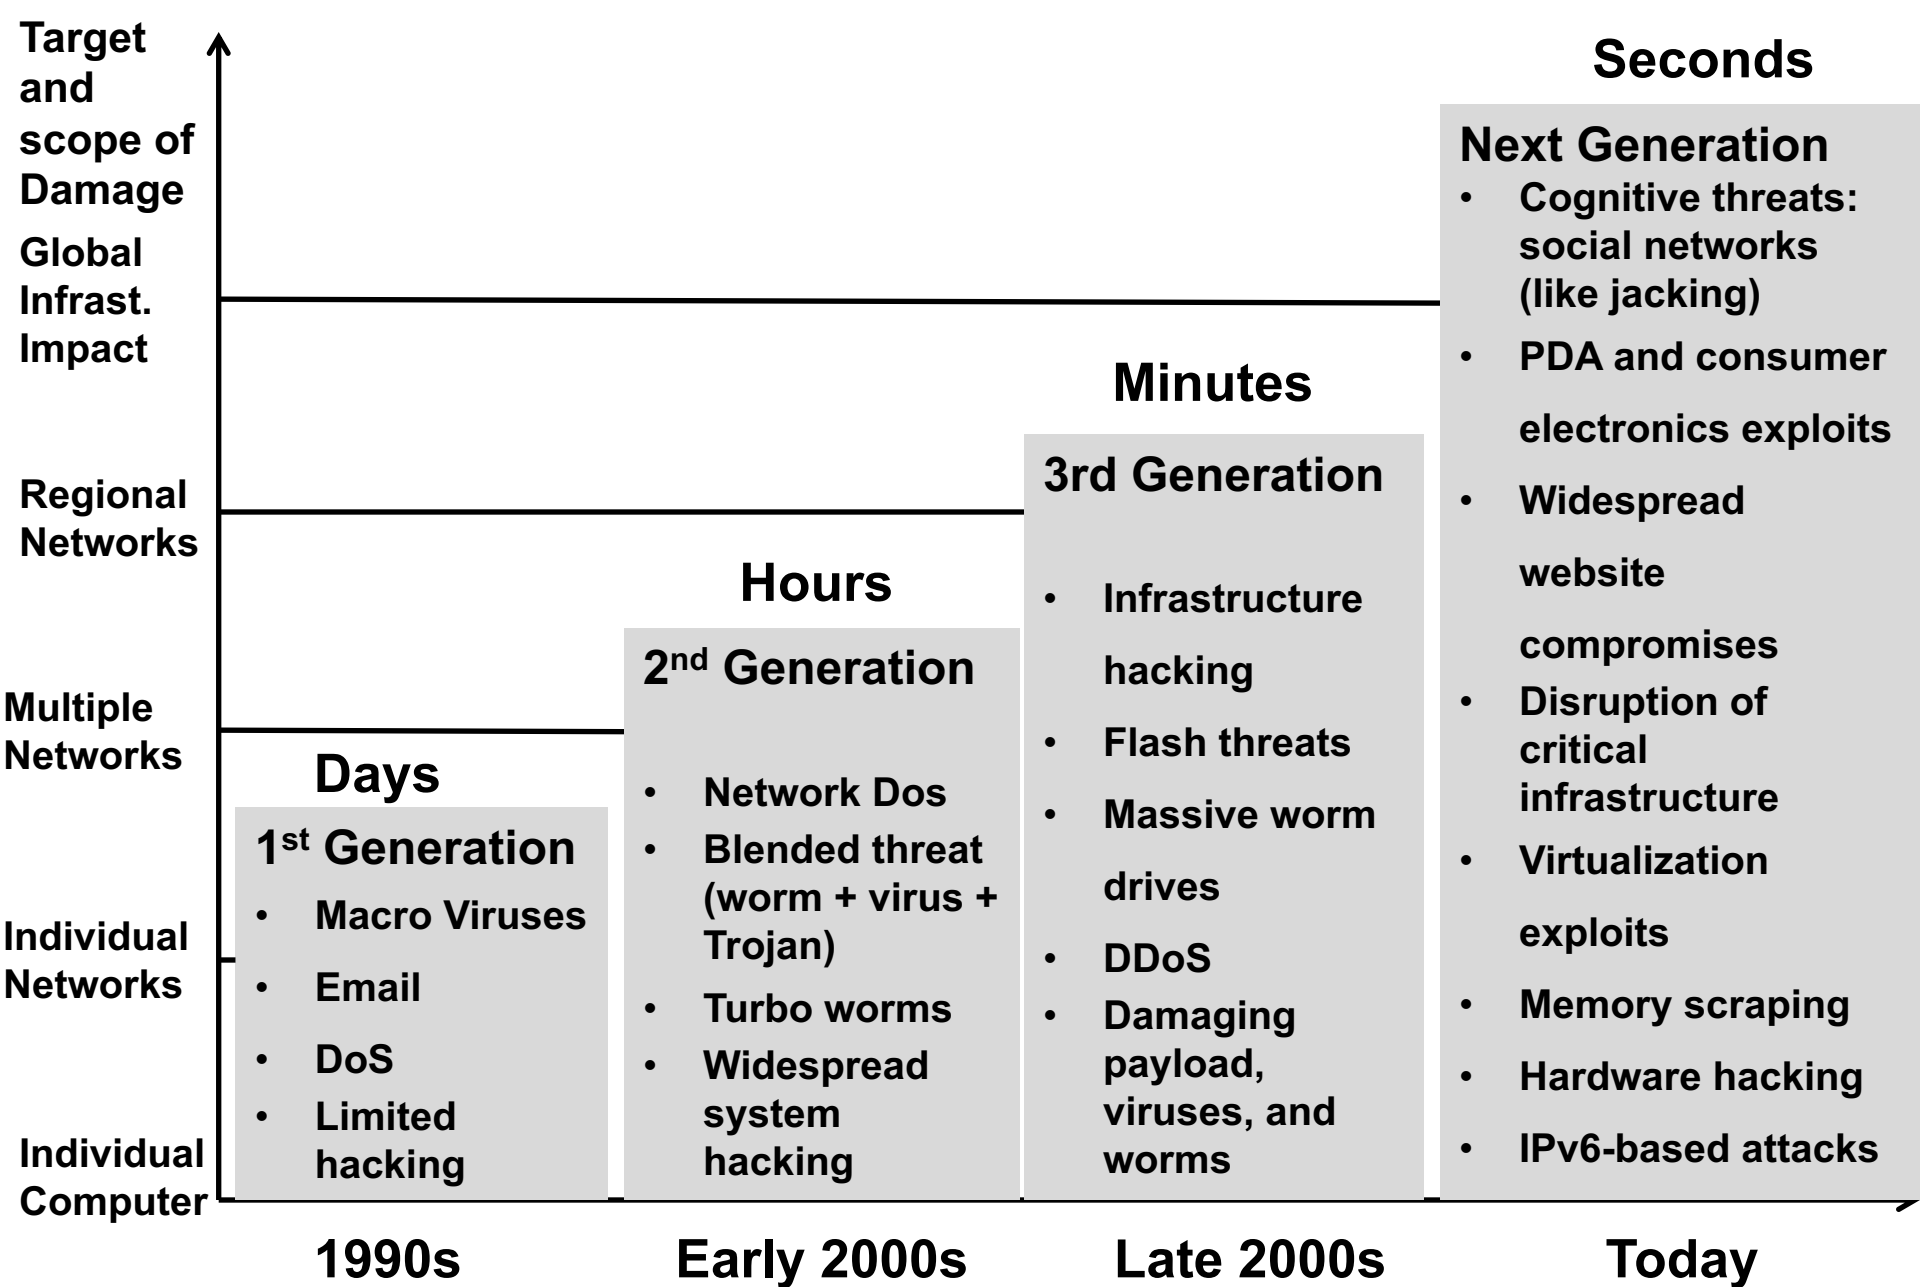 Target
and
scope of
Damage
Global
Infrast.
Impact
Regional
Networks
Multiple
Networks
Individual
Networks
Individual
Computer
Days
1st Generation
• Macro Viruses
• Email
• DoS
• Limited
hacking
1990s
Hours
2nd Generation
• Network Dos
• Blended threat
(worm + virus +
Trojan)
• Turbo worms
• Widespread
system
hacking
Early 2000s
Minutes
3rd Generation
• Infrastructure
hacking
• Flash threats
• Massive worm
drives
• DDoS
• Damaging
payload,
viruses, and
worms
Late 2000s
Seconds
Next Generation
• Cognitive threats:
social networks
(like jacking)
• PDA and consumer
electronics exploits
• Widespread
website
compromises
• Disruption of
critical
infrastructure
• Virtualization
exploits
• Memory scraping
• Hardware hacking
• IPv6-based attacks
Today